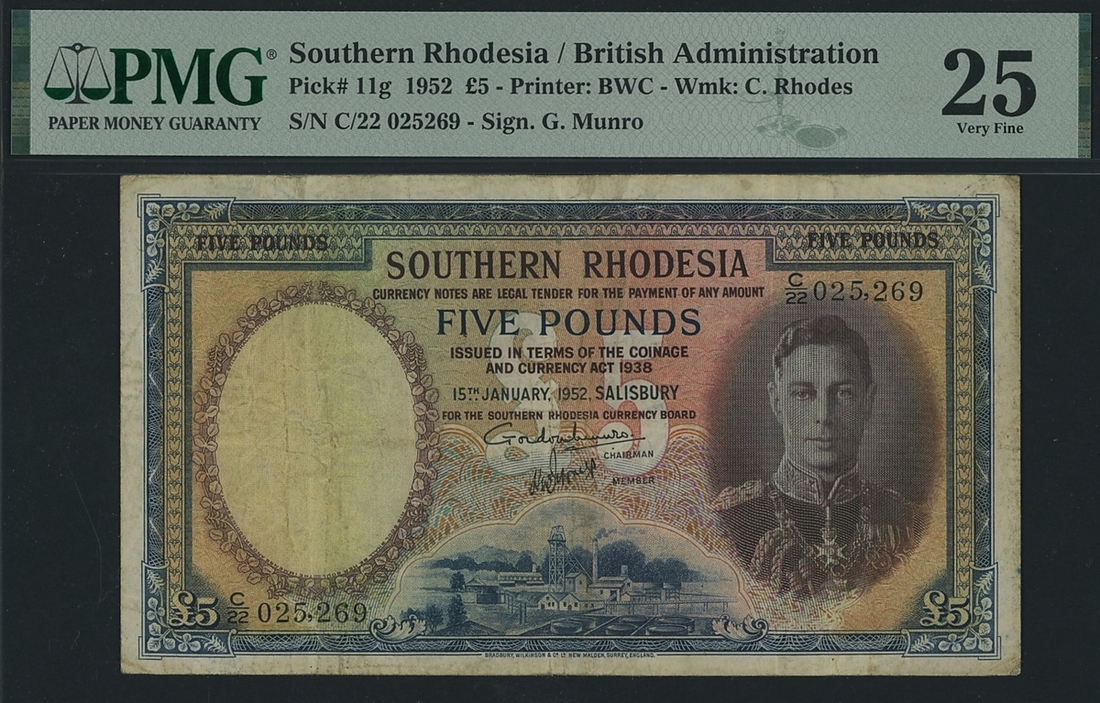 PMG®
PAPER MONEY GUARANTY
Southern Rhodesia / British Administration
Pick# 11g 1952 £5 - Printer: BWC - Wmk: C. Rhodes
S/N C/22 025269 - Sign. G. Munro
25
Very Fine
FIVE POUNDS
FIVE POUNDS
SOUTHERN RHODESIA
CURRENCY NOTES ARE LEGAL TENDER FOR THE PAYMENT OF ANY AMOUNT
C/22 025,269
FIVE POUNDS
£5
ISSUED IN TERMS OF THE COINAGE
AND CURRENCY ACT 1938
15TH JANUARY, 1952, SALISBURY
FOR THE SOUTHERN RHODESIA CURRENCY BOARD
CHAIRMAN
MEMBER
£5 C/22 025,269
£5
BRADBURY, WILKINSON & Co. Ld. NEW MALDEN, SURREY, ENGLAND.